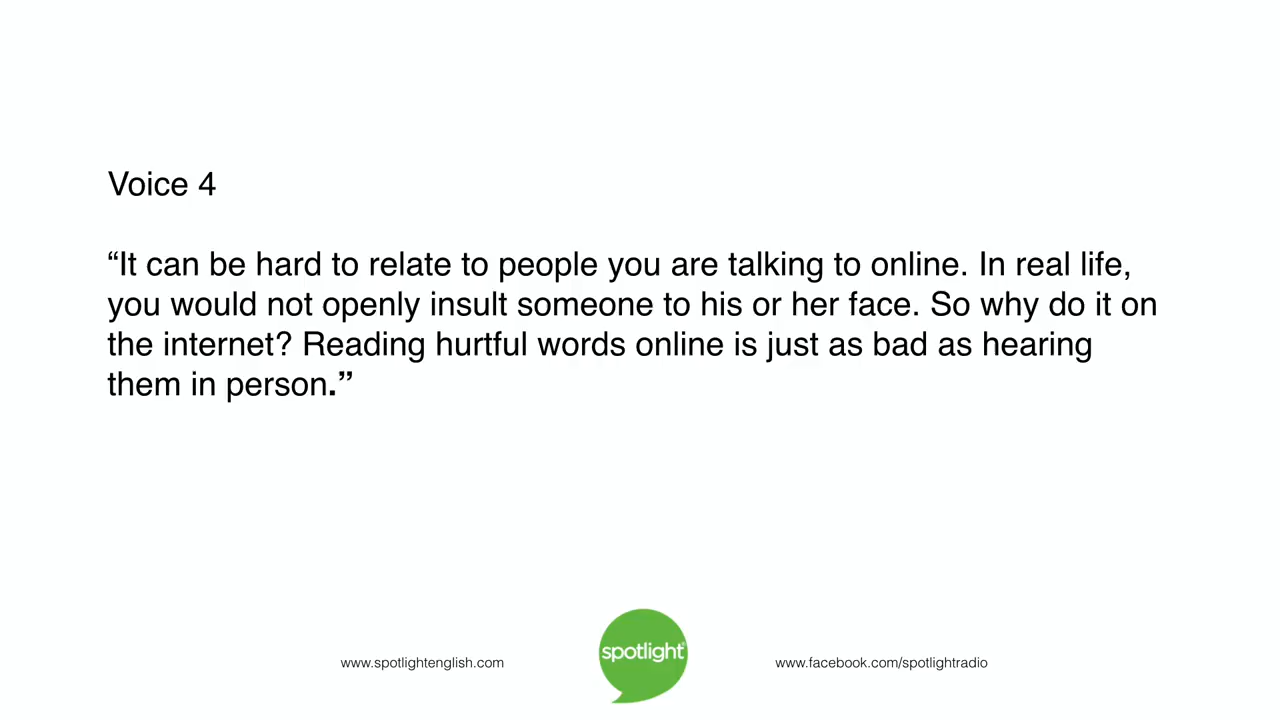 Voice 4
“It can be hard to relate to people you are talking to online. In real life,
you would not openly insult someone to his or her face. So why do it on
the internet? Reading hurtful words online is just as bad as hearing
them in person.”
www.spotlightenglish.com
spotlight
www.facebook.com/spotlightradio